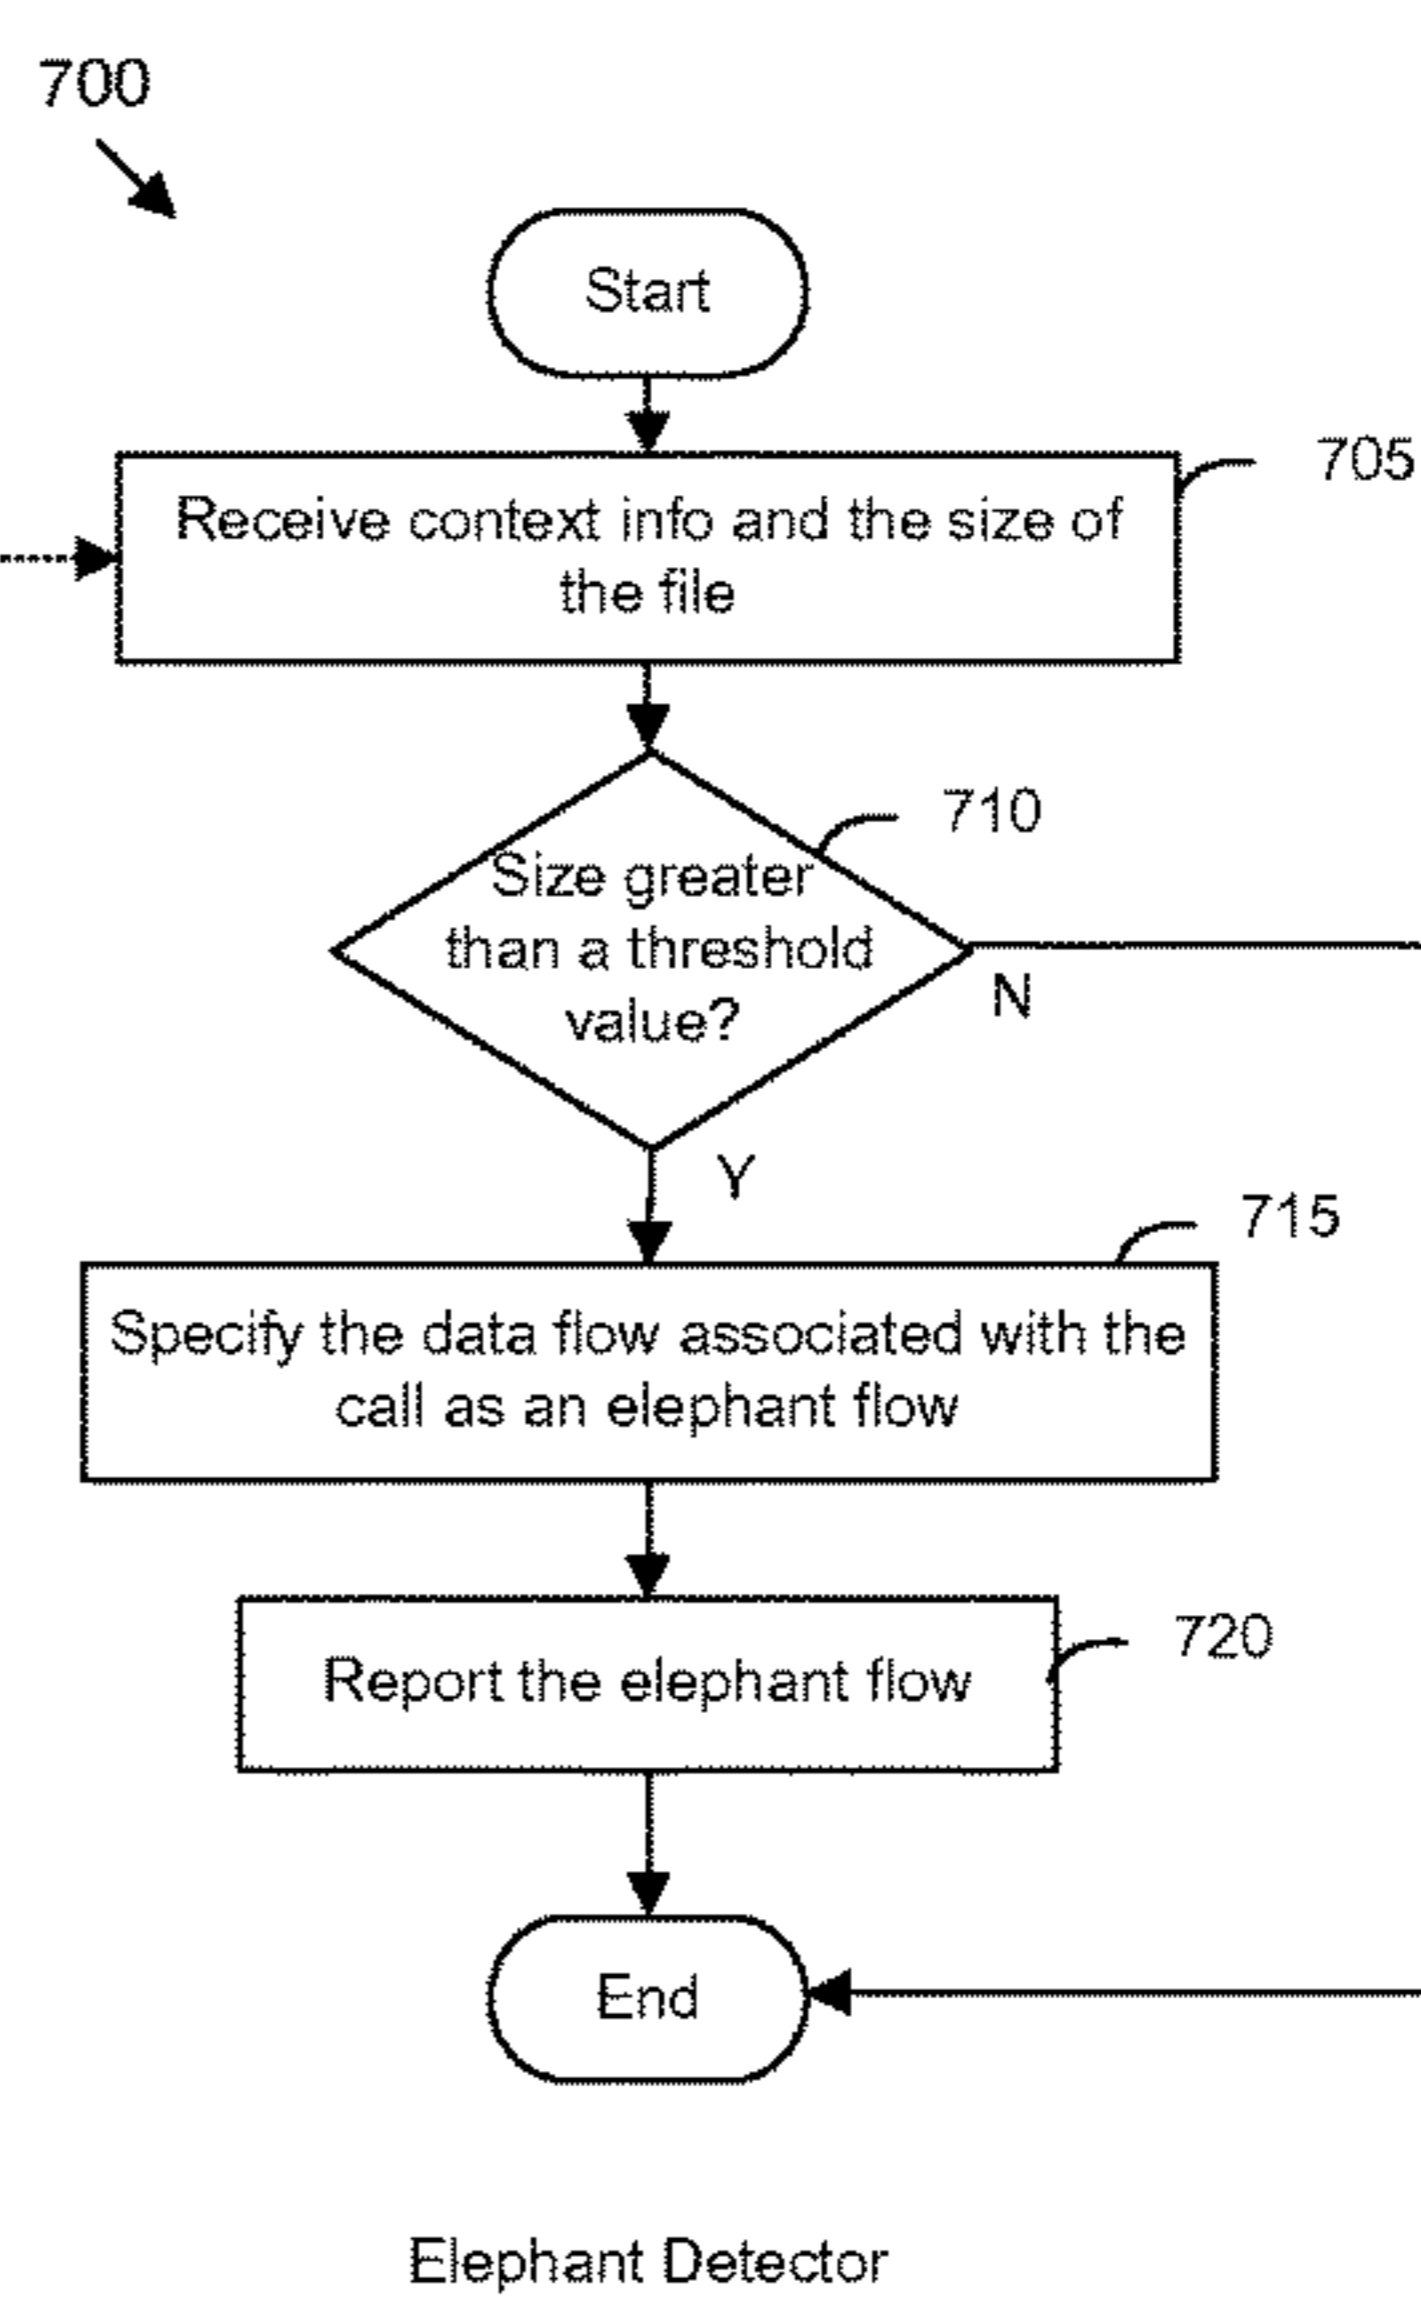 700
Start
705
Receive context info and the size of
the file
710
Size greater
than a threshold
value?
N
Y
715
Specify the data flow associated with the
call as an elephant flow
720
Report the elephant flow
End
Elephant Detector